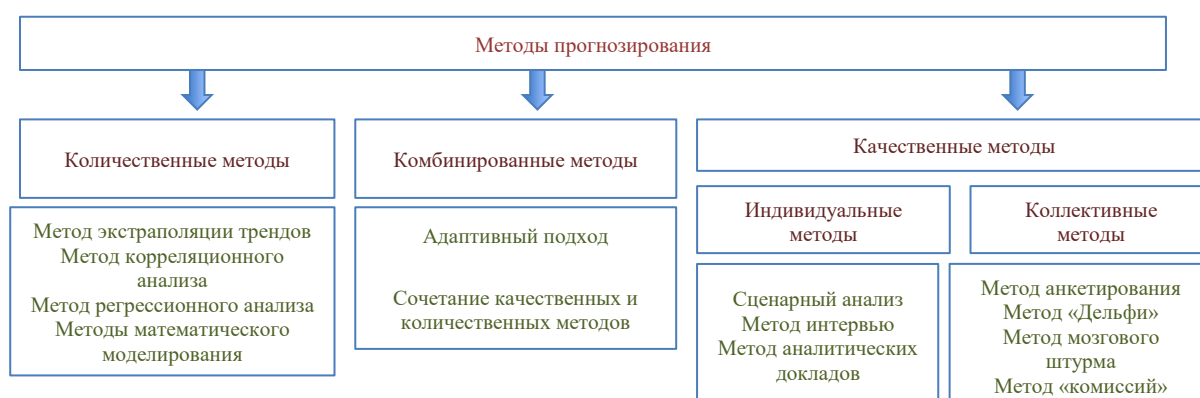 Методы прогнозирования
Количественные методы
Комбинированные методы
Качественные методы
Метод экстраполяции трендов
Метод корреляционного
анализа
Метод регрессионного анализа
Методы математического
моделирования
Адаптивный подход
Сочетание качественных и
количественных методов
Индивидуальные
методы
Коллективные
методы
Сценарный анализ
Метод интервью
Метод аналитических
докладов
Метод анкетирования
Метод «Дельфи»
Метод мозгового
штурма
Метод «комиссий»